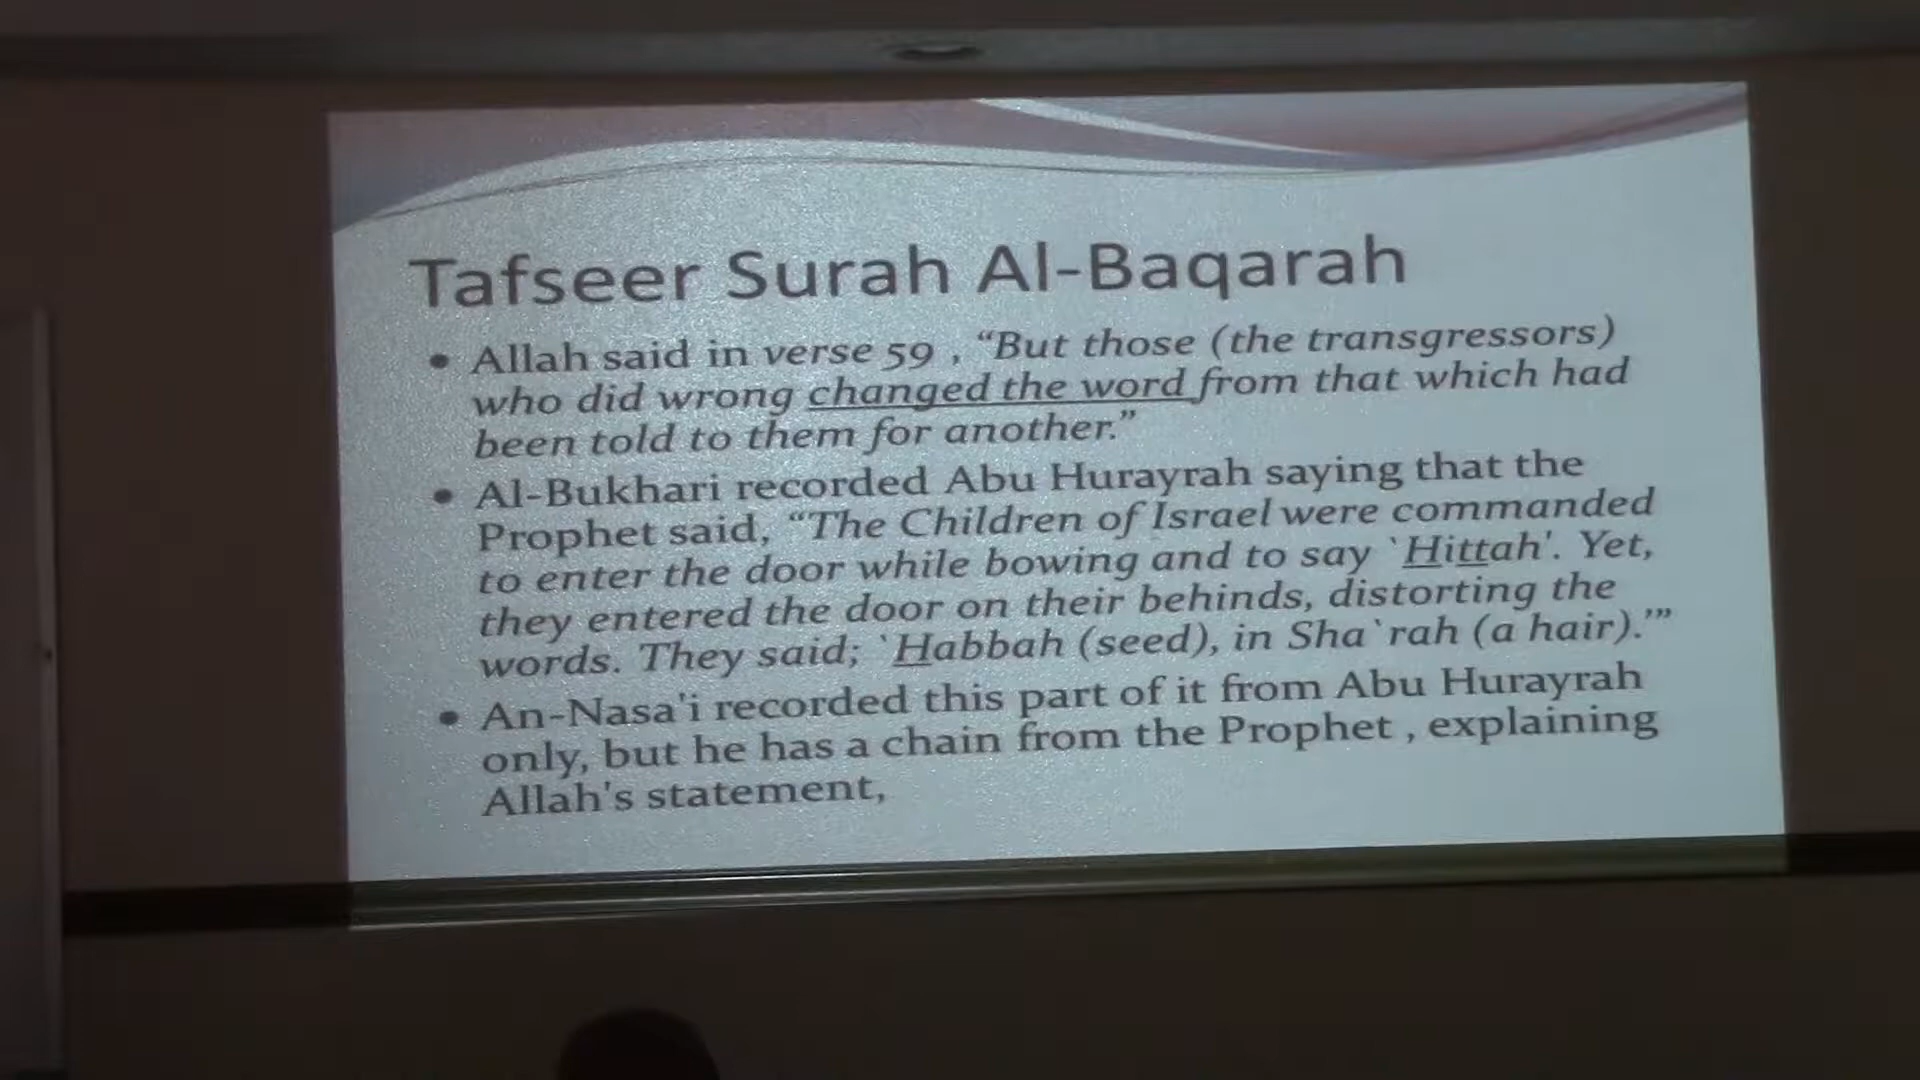 Tafseer Surah Al-Baqarah
• Allah said in verse 59 , “But those (the transgressors)
who did wrong changed the word from that which had
been told to them for another.”
• Al-Bukhari recorded Abu Hurayrah saying that the
Prophet said, “The Children of Israel were commanded
to enter the door while bowing and to say `Hittah'. Yet,
they entered the door on their behinds, distorting the
words. They said; `Habbah (seed), in Sha`rah (a hair).’”
• An-Nasa'i recorded this part of it from Abu Hurayrah
only, but he has a chain from the Prophet , explaining
Allah's statement,